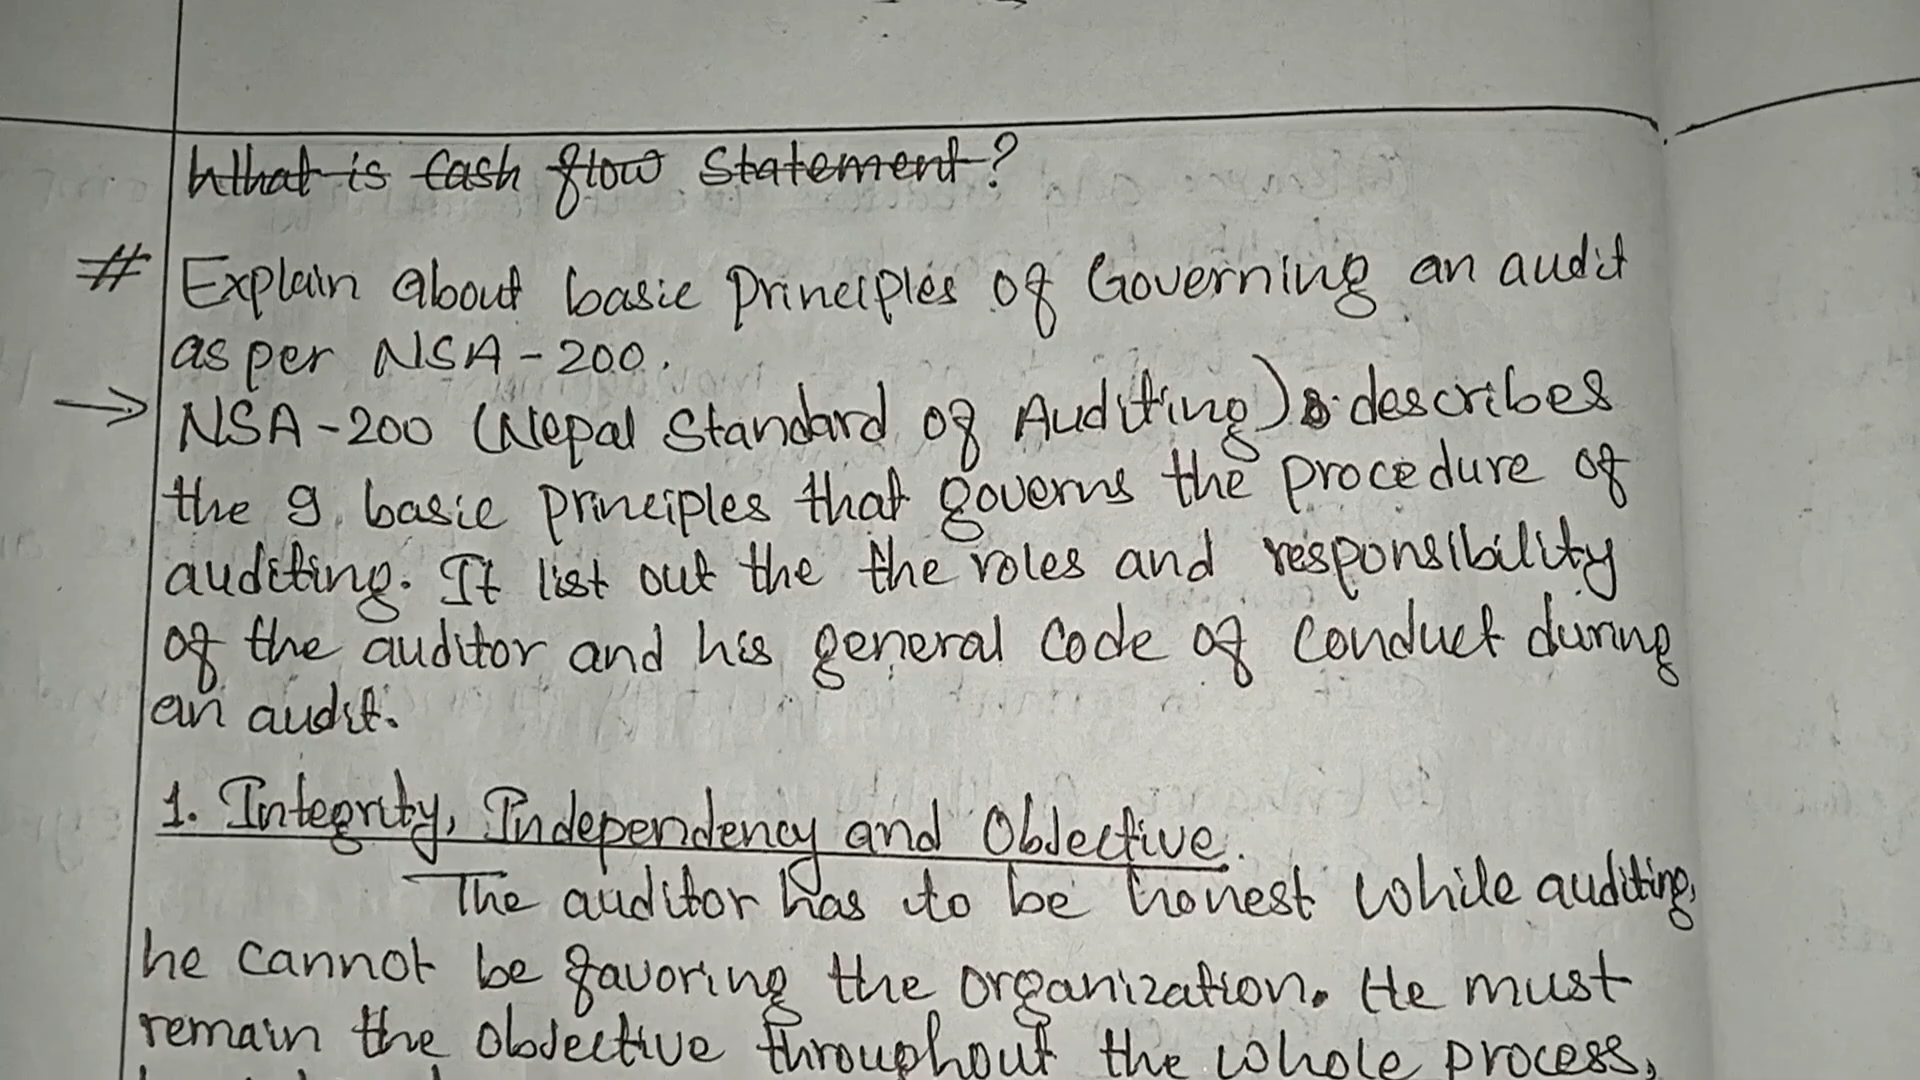 What is Cash flow Statement?
# Explain about basic principles of Governing an audit
as per NSA-200.
→ NSA-200 (Nepal Standard of Auditing) describes
the 9 basic principles that governs the procedure of
auditing. It list out the the roles and responsibility
of the auditor and his general code of conduct during
an audit.
1. Integrity, Independency and Objective.
The auditor has to be honest while auditing,
he cannot be favoring the organization. He must
remain the objective throughout the whole process,